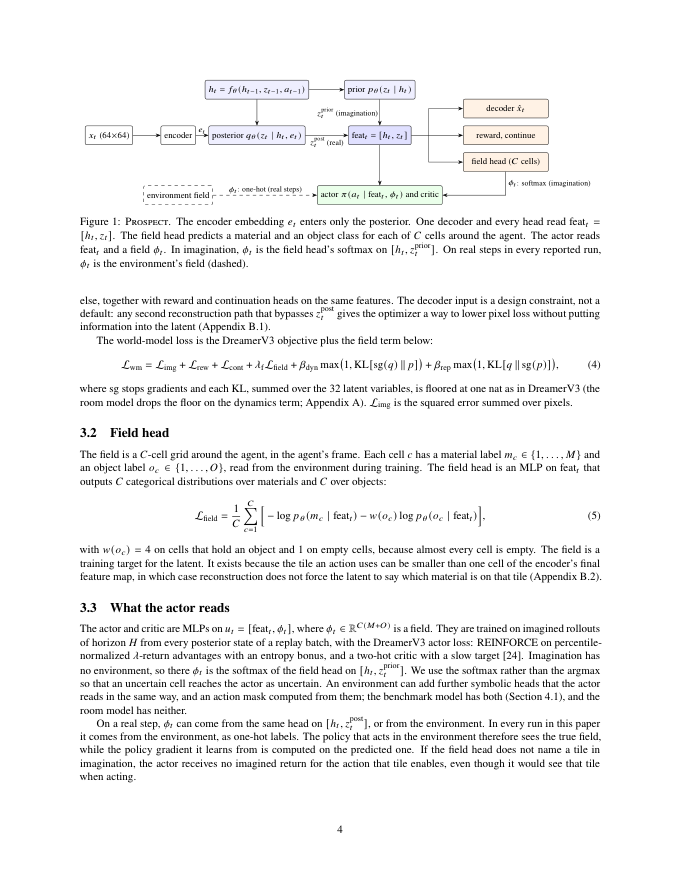 h_t = f_θ(h_{t−1}, z_{t−1}, a_{t−1})
prior p_θ(z_t | h_t)
z_t^prior (imagination)
decoder x̂_t
x_t (64×64)
encoder
e_t
posterior q_θ(z_t | h_t, e_t)
z_t^post (real)
feat_t = [h_t, z_t]
reward, continue
field head (C cells)
ϕ_t: softmax (imagination)
environment field
ϕ_t: one-hot (real steps)
actor π(a_t | feat_t, ϕ_t) and critic
Figure 1: PROSPECT. The encoder embedding e_t enters only the posterior. One decoder and every head read feat_t =
[h_t, z_t]. The field head predicts a material and an object class for each of C cells around the agent. The actor reads
feat_t and a field ϕ_t. In imagination, ϕ_t is the field head's softmax on [h_t, z_t^prior]. On real steps in every reported run,
ϕ_t is the environment's field (dashed).
else, together with reward and continuation heads on the same features. The decoder input is a design constraint, not a
default: any second reconstruction path that bypasses z_t^post gives the optimizer a way to lower pixel loss without putting
information into the latent (Appendix B.1).
The world-model loss is the DreamerV3 objective plus the field term below:
L_wm = L_img + L_rew + L_cont + λ_f L_field + β_dyn max(1, KL[sg(q) ∥ p]) + β_rep max(1, KL[q ∥ sg(p)]), (4)
where sg stops gradients and each KL, summed over the 32 latent variables, is floored at one nat as in DreamerV3 (the
room model drops the floor on the dynamics term; Appendix A). L_img is the squared error summed over pixels.
3.2 Field head
The field is a C-cell grid around the agent, in the agent's frame. Each cell c has a material label m_c ∈ {1, . . . , M} and
an object label o_c ∈ {1, . . . , O}, read from the environment during training. The field head is an MLP on feat_t that
outputs C categorical distributions over materials and C over objects:
L_field = 1/C ∑_{c=1}^{C} [ − log p_θ(m_c | feat_t) − w(o_c) log p_θ(o_c | feat_t) ], (5)
with w(o_c) = 4 on cells that hold an object and 1 on empty cells, because almost every cell is empty. The field is a
training target for the latent. It exists because the tile an action uses can be smaller than one cell of the encoder's final
feature map, in which case reconstruction does not force the latent to say which material is on that tile (Appendix B.2).
3.3 What the actor reads
The actor and critic are MLPs on u_t = [feat_t, ϕ_t], where ϕ_t ∈ ℝ^{C(M+O)} is a field. They are trained on imagined rollouts
of horizon H from every posterior state of a replay batch, with the DreamerV3 actor loss: REINFORCE on percentile-
normalized λ-return advantages with an entropy bonus, and a two-hot critic with a slow target [24]. Imagination has
no environment, so there ϕ_t is the softmax of the field head on [h_t, z_t^prior]. We use the softmax rather than the argmax
so that an uncertain cell reaches the actor as uncertain. An environment can add further symbolic heads that the actor
reads in the same way, and an action mask computed from them; the benchmark model has both (Section 4.1), and the
room model has neither.
On a real step, ϕ_t can come from the same head on [h_t, z_t^post], or from the environment. In every run in this paper
it comes from the environment, as one-hot labels. The policy that acts in the environment therefore sees the true field,
while the policy gradient it learns from is computed on the predicted one. If the field head does not name a tile in
imagination, the actor receives no imagined return for the action that tile enables, even though it would see that tile
when acting.
4